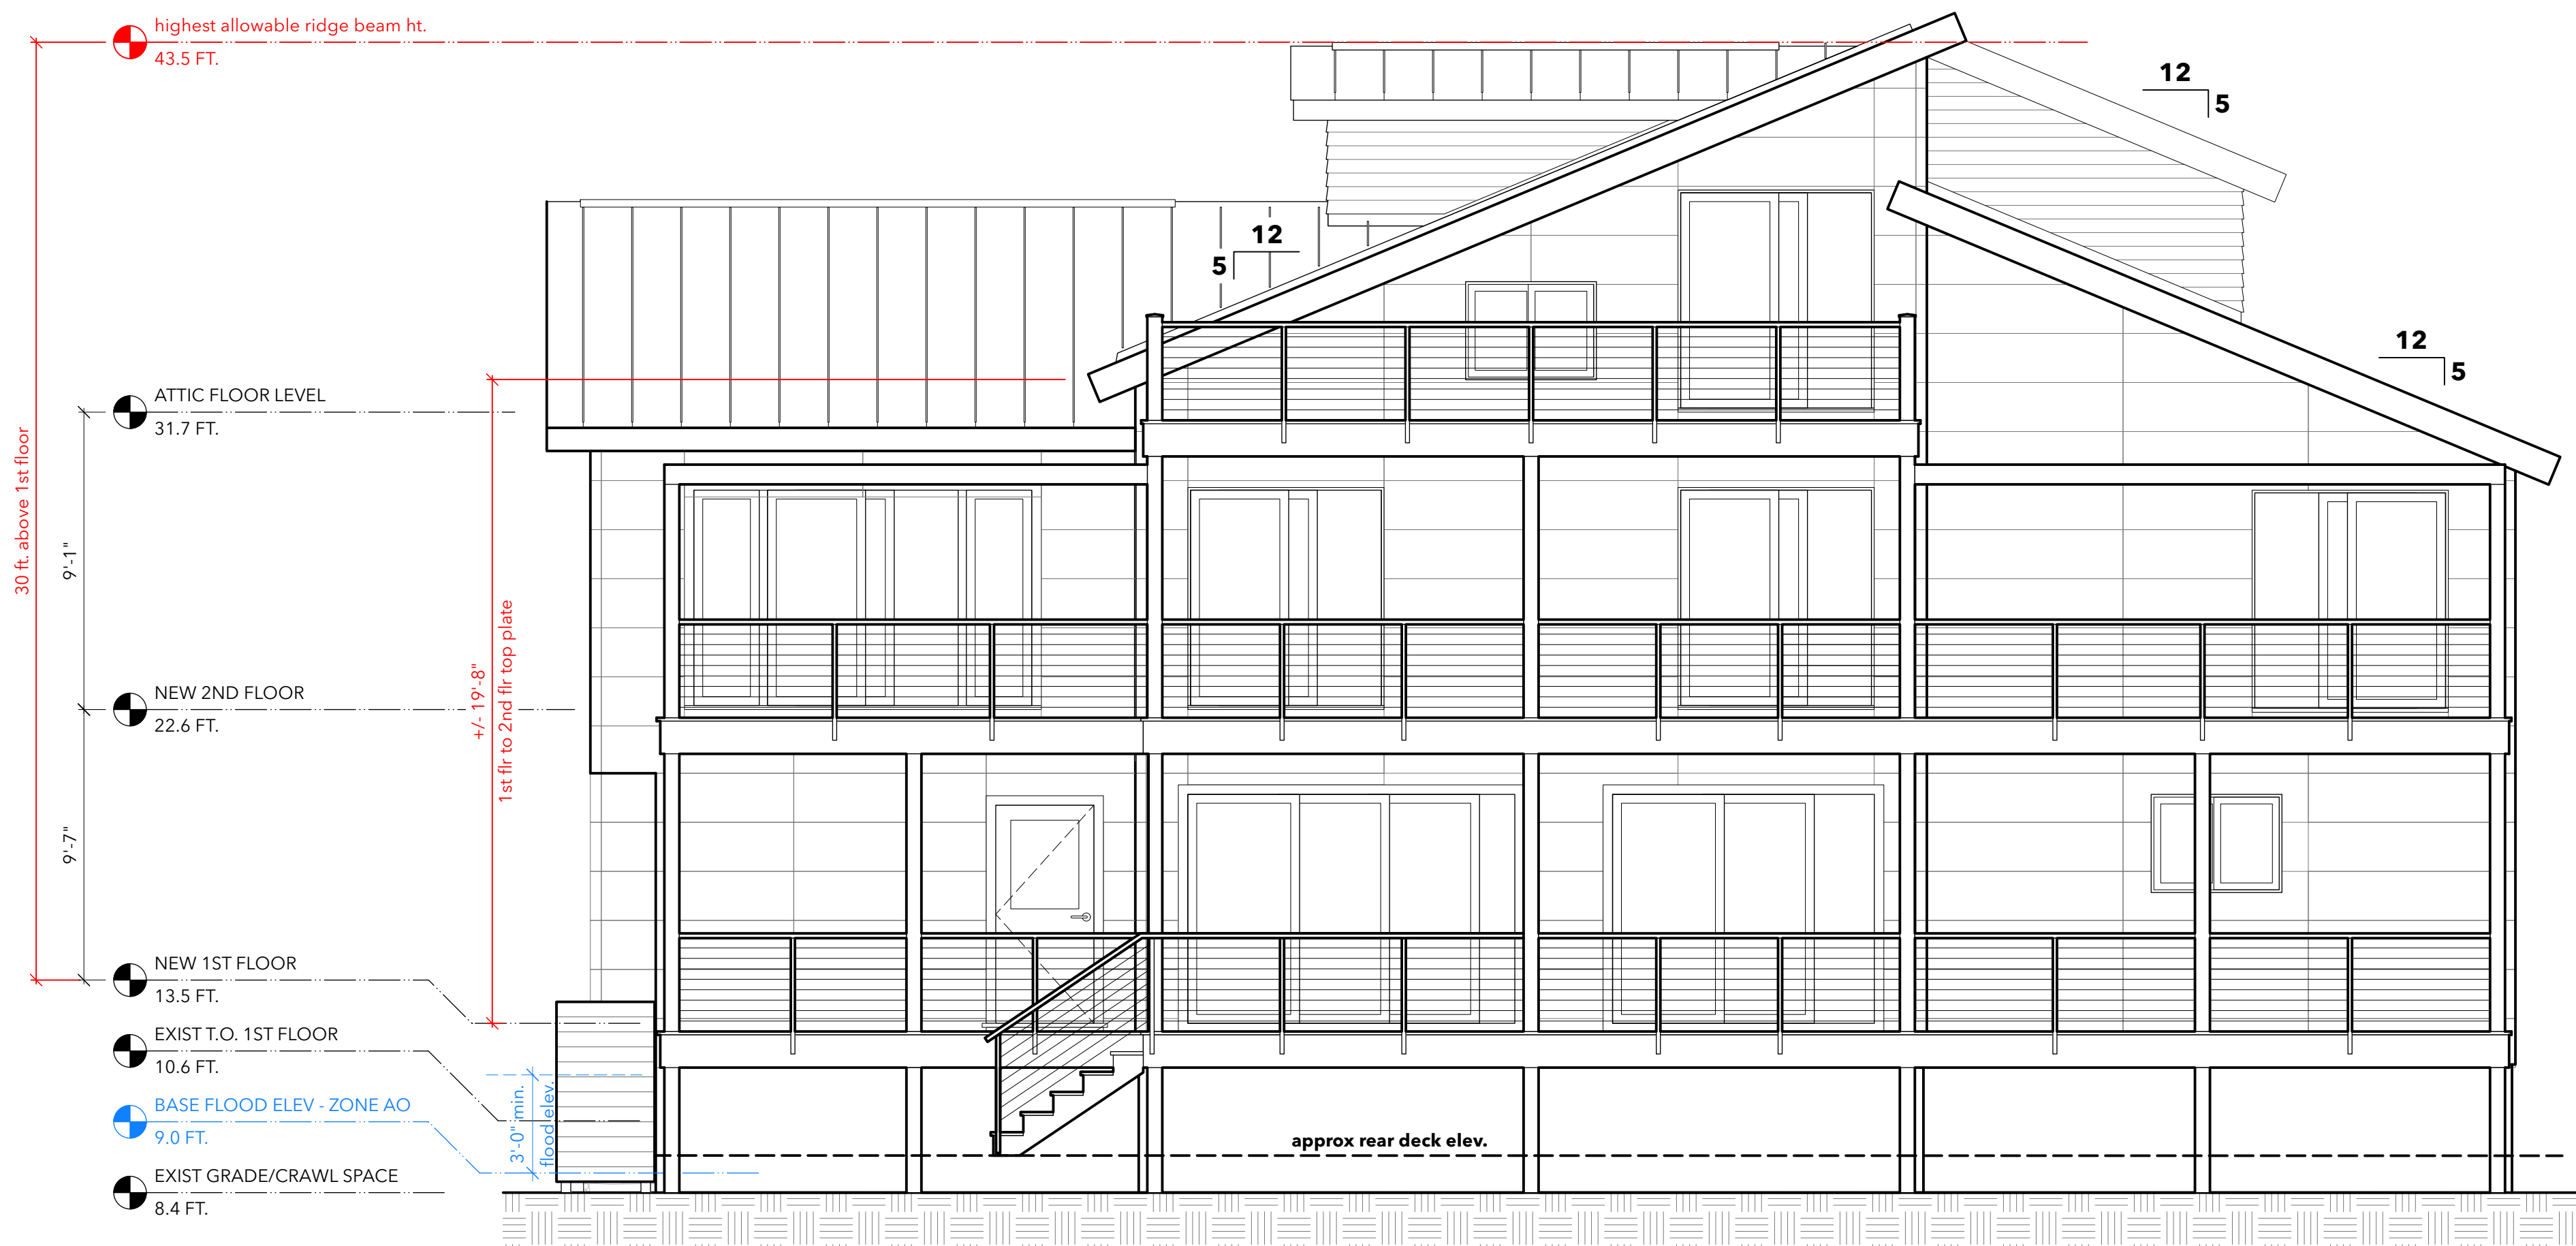 highest allowable ridge beam ht.
43.5 FT.
12
5
12
5
12
5
ATTIC FLOOR LEVEL
31.7 FT.
30 ft. above 1st floor
9'-1"
NEW 2ND FLOOR
22.6 FT.
+/- 19'-8"
1st flr to 2nd flr top plate
9'-7"
NEW 1ST FLOOR
13.5 FT.
EXIST T.O. 1ST FLOOR
10.6 FT.
BASE FLOOD ELEV - ZONE AO
9.0 FT.
3'-0" min.
flood elev.
approx rear deck elev.
EXIST GRADE/CRAWL SPACE
8.4 FT.